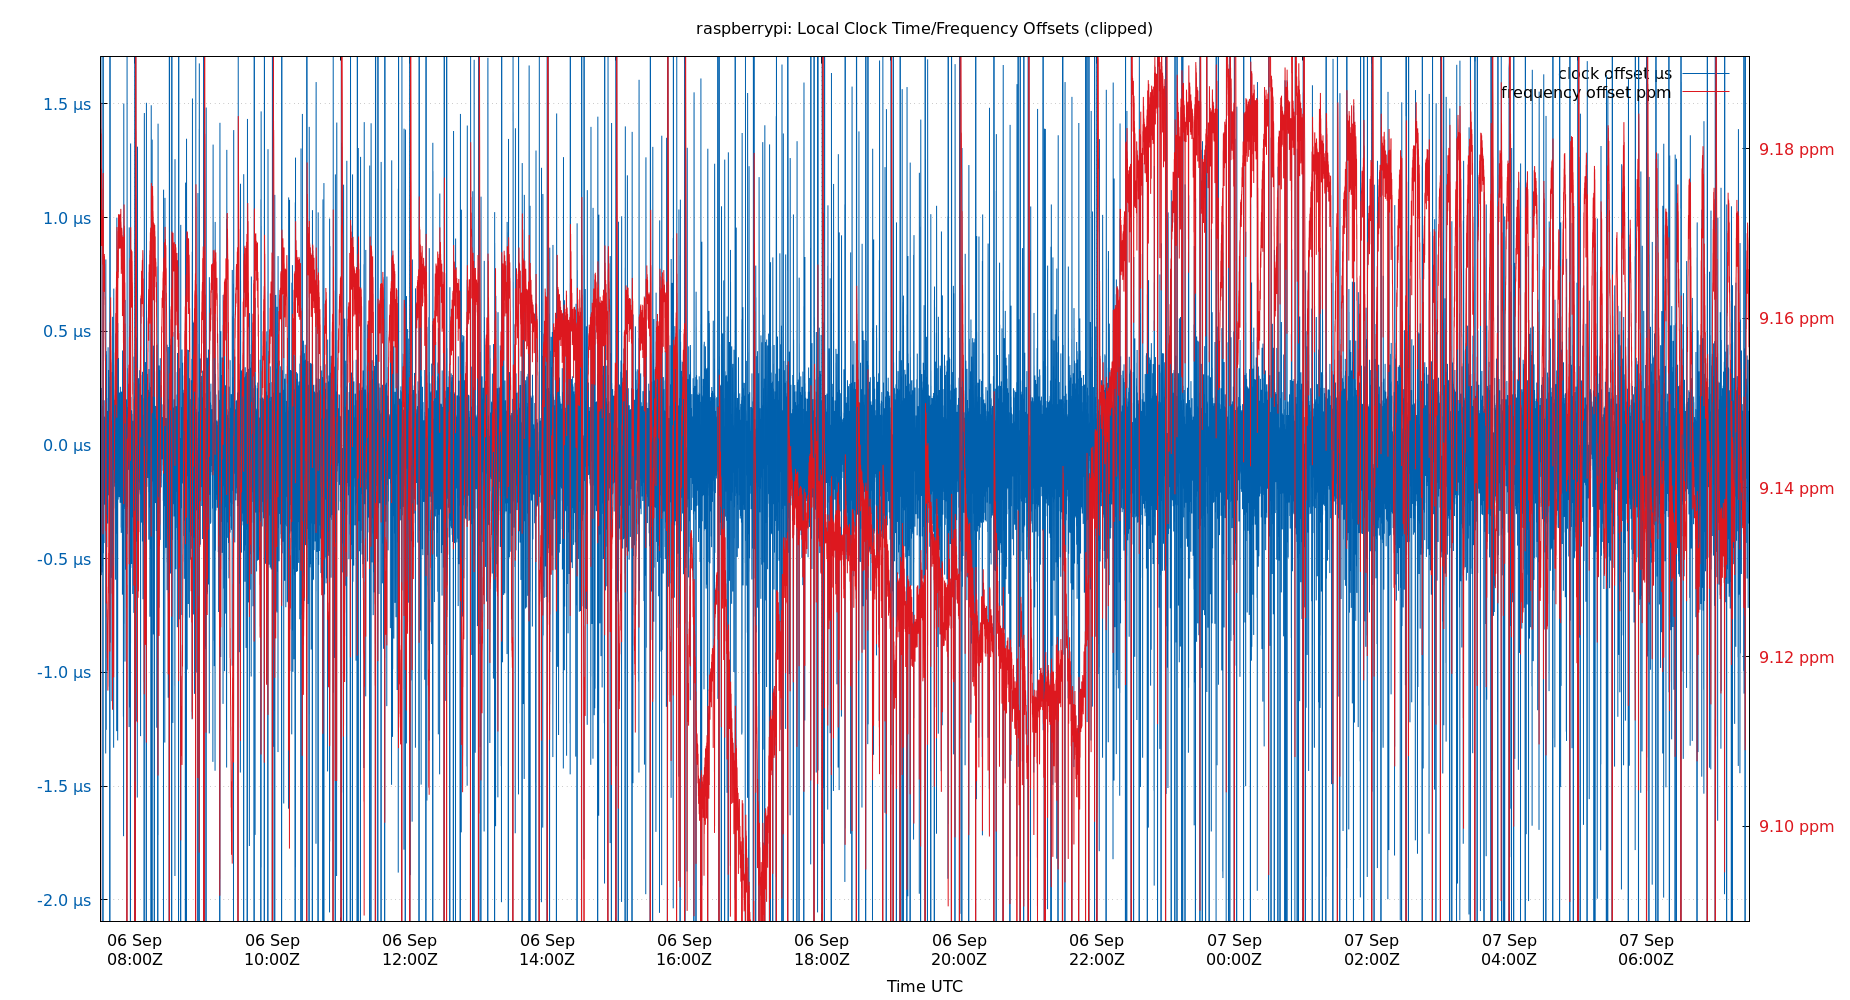 raspberrypi: Local Clock Time/Frequency Offsets (clipped)
clock offset µs
frequency offset ppm
1.5 µs
1.0 µs
0.5 µs
0.0 µs
-0.5 µs
-1.0 µs
-1.5 µs
-2.0 µs
9.18 ppm
9.16 ppm
9.14 ppm
9.12 ppm
9.10 ppm
06 Sep 06 Sep 06 Sep 06 Sep 06 Sep 06 Sep 06 Sep 06 Sep 07 Sep 07 Sep 07 Sep 07 Sep
08:00Z 10:00Z 12:00Z 14:00Z 16:00Z 18:00Z 20:00Z 22:00Z 00:00Z 02:00Z 04:00Z 06:00Z
Time UTC